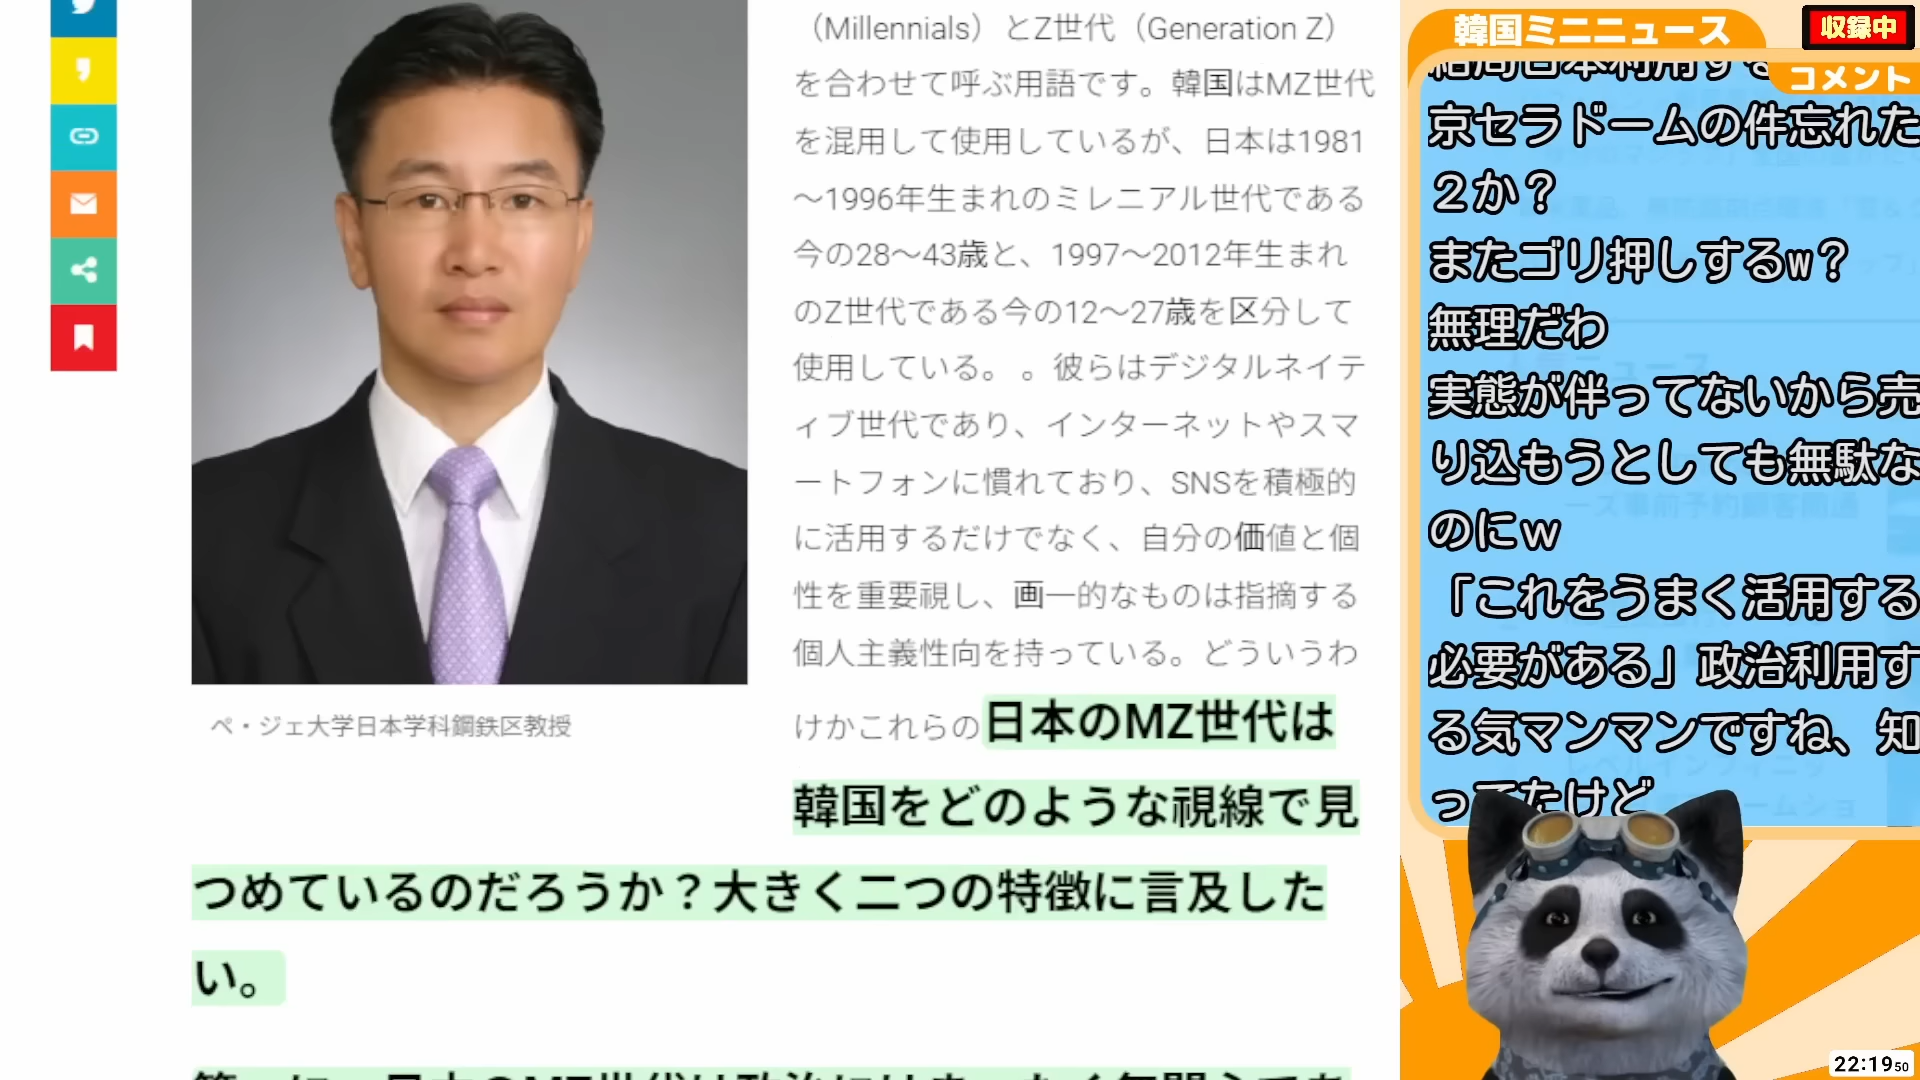 （Millennials）とZ世代（Generation Z）
を合わせて呼ぶ用語です。韓国はMZ世代
を混用して使用しているが、日本は1981
～1996年生まれのミレニアル世代である
今の28～43歳と、1997～2012年生まれ
のZ世代である今の12～27歳を区分して
使用している。 。彼らはデジタルネイテ
ィブ世代であり、インターネットやスマ
ートフォンに慣れており、SNSを積極的
に活用するだけでなく、自分の価値と個
性を重要視し、画一的なものは指摘する
個人主義性向を持っている。どういうわ
けかこれらの日本のMZ世代は
韓国をどのような視線で見
つめているのだろうか？大きく二つの特徴に言及した
い。
ペ・ジェ大学日本学科鋼鉄区教授
韓国ミニニュース
収録中
コメント
京セラドームの件忘れた
２か？
またゴリ押しするw？
無理だわ
実態が伴ってないから売
り込もうとしても無駄な
のにｗ
「これをうまく活用する
必要がある」政治利用す
る気マンマンですね、知
ってたけど
22:19 50